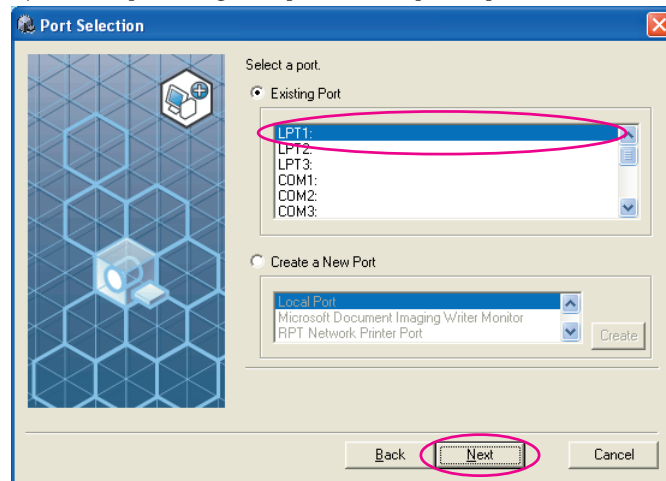 Port Selection
Select a port.
Existing Port
LPT1:
LPT2:
LPT3:
COM1:
COM2:
COM3:
Create a New Port
Local Port
Microsoft Document Imaging Writer Monitor
RPT Network Printer Port
Create
Back Next Cancel